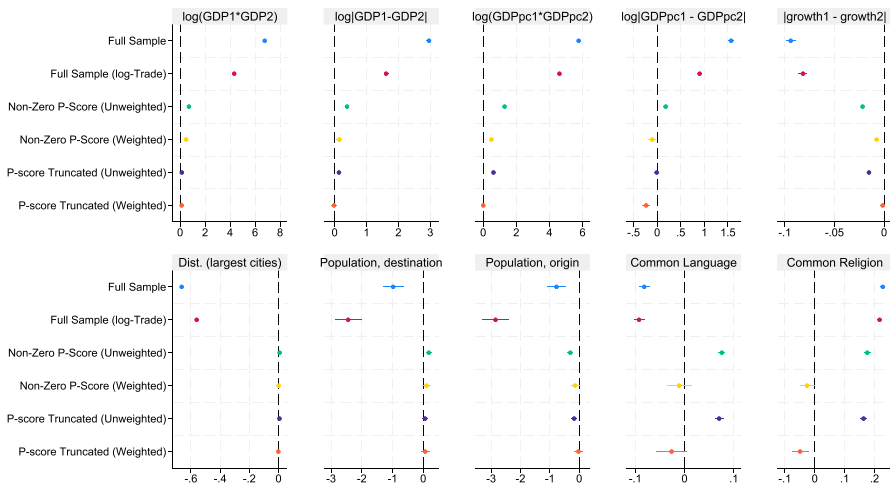 log(GDP1*GDP2) log|GDP1-GDP2| log(GDPpc1*GDPpc2) log|GDPpc1 - GDPpc2| |growth1 - growth2|
Full Sample
Full Sample (log-Trade)
Non-Zero P-Score (Unweighted)
Non-Zero P-Score (Weighted)
P-score Truncated (Unweighted)
P-score Truncated (Weighted)
0 2 4 6 8 0 1 2 3 0 2 4 6 -.5 0 .5 1 1.5 -.1 -.05 0
Dist. (largest cities) Population, destination Population, origin Common Language Common Religion
Full Sample
Full Sample (log-Trade)
Non-Zero P-Score (Unweighted)
Non-Zero P-Score (Weighted)
P-score Truncated (Unweighted)
P-score Truncated (Weighted)
-.6 -.4 -.2 0 -3 -2 -1 0 -3 -2 -1 0 -.1 0 .1 -.1 0 .1 .2